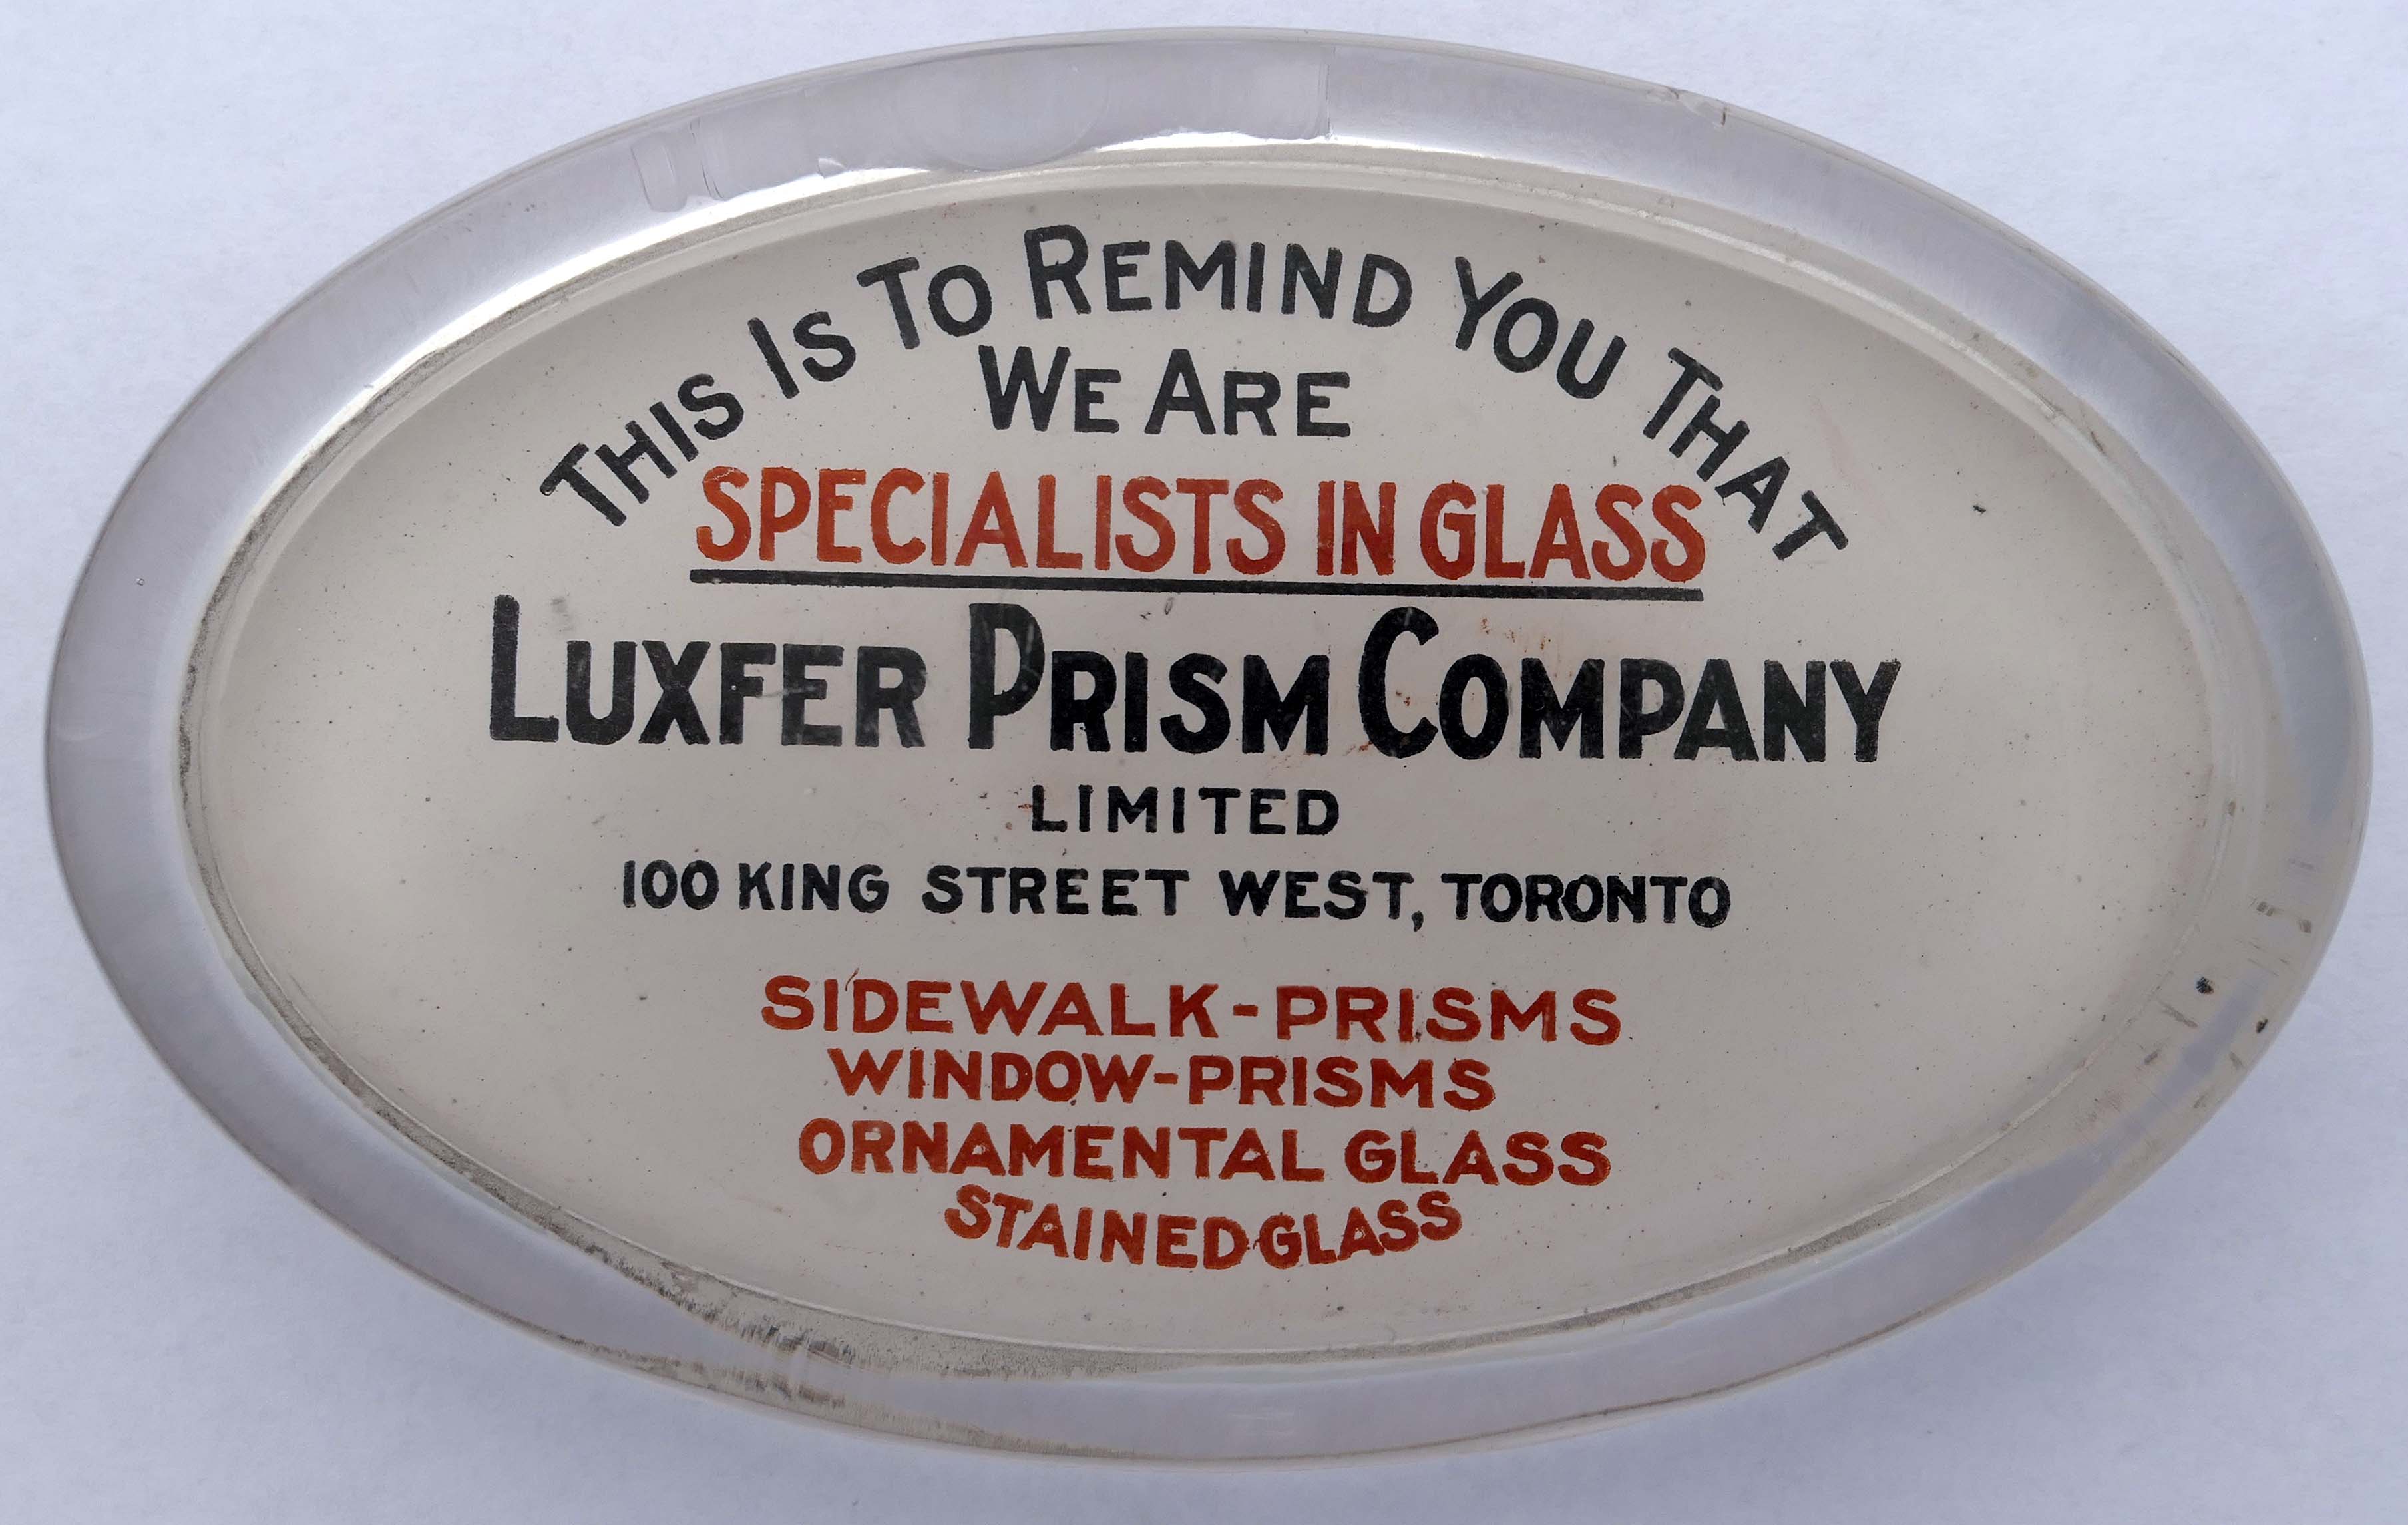 THIS IS TO REMIND YOU THAT
WE ARE
SPECIALISTS IN GLASS
LUXFER PRISM COMPANY
LIMITED
100 KING STREET WEST, TORONTO
SIDEWALK-PRISMS
WINDOW-PRISMS
ORNAMENTAL GLASS
STAINED GLASS